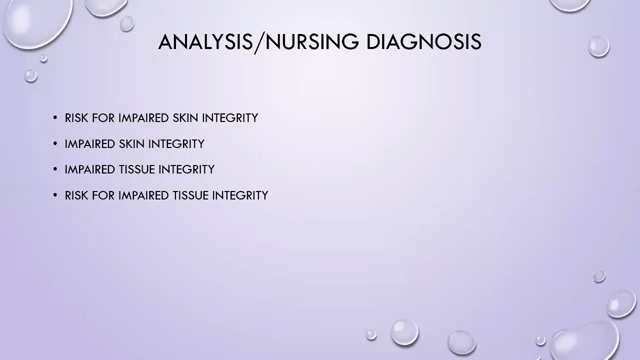 ANALYSIS/NURSING DIAGNOSIS
• RISK FOR IMPAIRED SKIN INTEGRITY
• IMPAIRED SKIN INTEGRITY
• IMPAIRED TISSUE INTEGRITY
• RISK FOR IMPAIRED TISSUE INTEGRITY